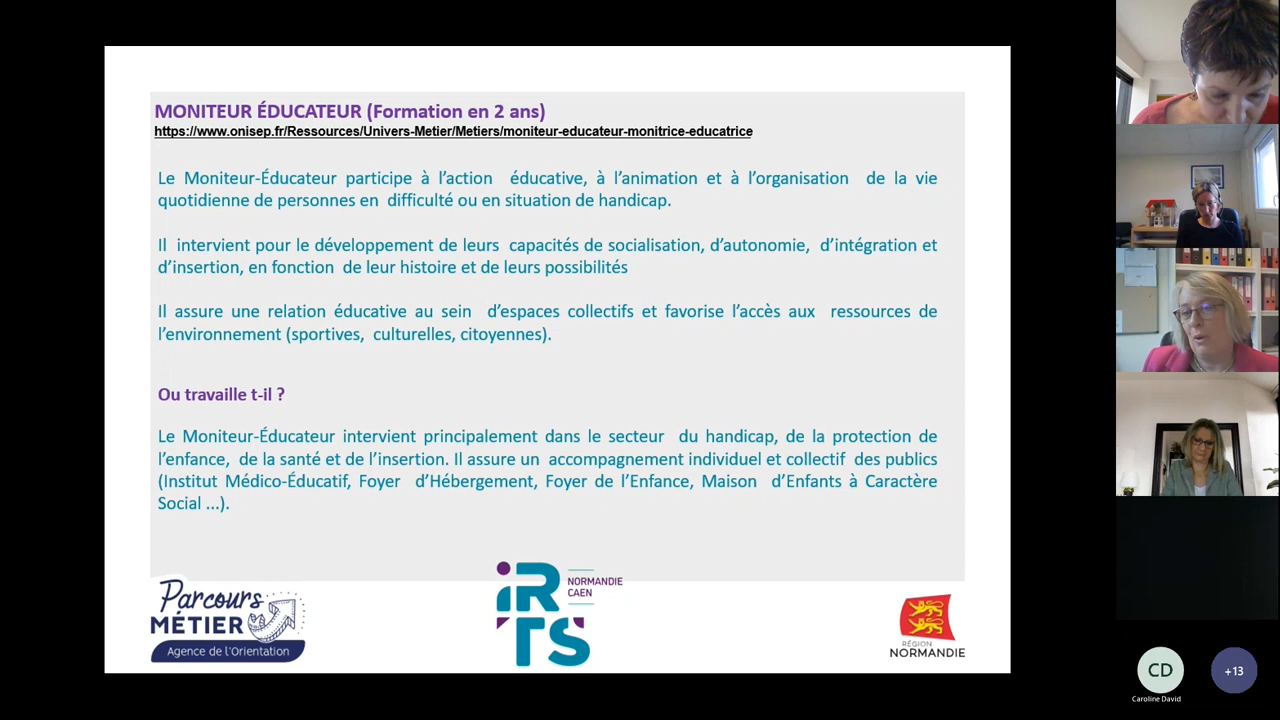 MONITEUR ÉDUCATEUR (Formation en 2 ans)
https://www.onisep.fr/Ressources/Univers-Metier/Metiers/moniteur-educateur-monitrice-educatrice
Le Moniteur-Éducateur participe à l'action éducative, à l'animation et à l'organisation de la vie
quotidienne de personnes en difficulté ou en situation de handicap.
Il intervient pour le développement de leurs capacités de socialisation, d'autonomie, d'intégration et
d'insertion, en fonction de leur histoire et de leurs possibilités
Il assure une relation éducative au sein d'espaces collectifs et favorise l'accès aux ressources de
l'environnement (sportives, culturelles, citoyennes).
Ou travaille t-il ?
Le Moniteur-Éducateur intervient principalement dans le secteur du handicap, de la protection de
l'enfance, de la santé et de l'insertion. Il assure un accompagnement individuel et collectif des publics
(Institut Médico-Éducatif, Foyer d'Hébergement, Foyer de l'Enfance, Maison d'Enfants à Caractère
Social ...).
Parcours
MÉTIER
Agence de l'Orientation
iRTS
NORMANDIE
CAEN
RÉGION
NORMANDIE
CD
Caroline David
+13